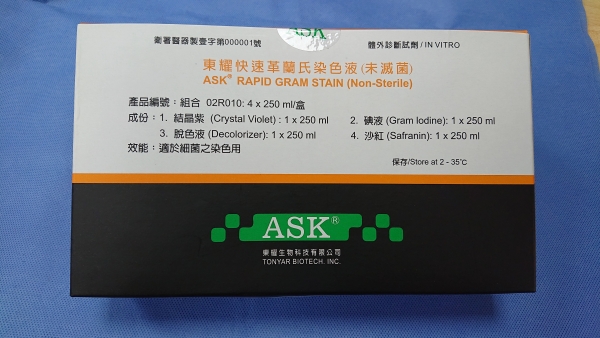 衛署醫器製壹字第000001號
體外診斷試劑/IN VITRO
東耀快速革蘭氏染色液(未滅菌)
ASK® RAPID GRAM STAIN (Non-Sterile)
產品編號：組合 02R010: 4 x 250 ml/盒
成份：1. 結晶紫 (Crystal Violet) : 1 x 250 ml
2. 碘液 (Gram Iodine): 1 x 250 ml
3. 脫色液 (Decolorizer): 1 x 250 ml
4. 沙紅 (Safranin): 1 x 250 ml
效能：適於細菌之染色用
保存/Store at 2 - 35℃
ASK®
東耀生物科技有限公司
TONYAR BIOTECH. INC.